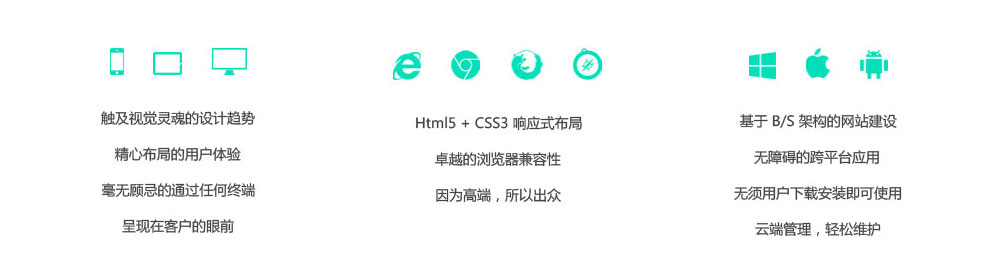 触及视觉灵魂的设计趋势
精心布局的用户体验
毫无顾忌的通过任何终端
呈现在客户的眼前
Html5 + CSS3 响应式布局
卓越的浏览器兼容性
因为高端，所以出众
基于 B/S 架构的网站建设
无障碍的跨平台应用
无须用户下载安装即可使用
云端管理，轻松维护